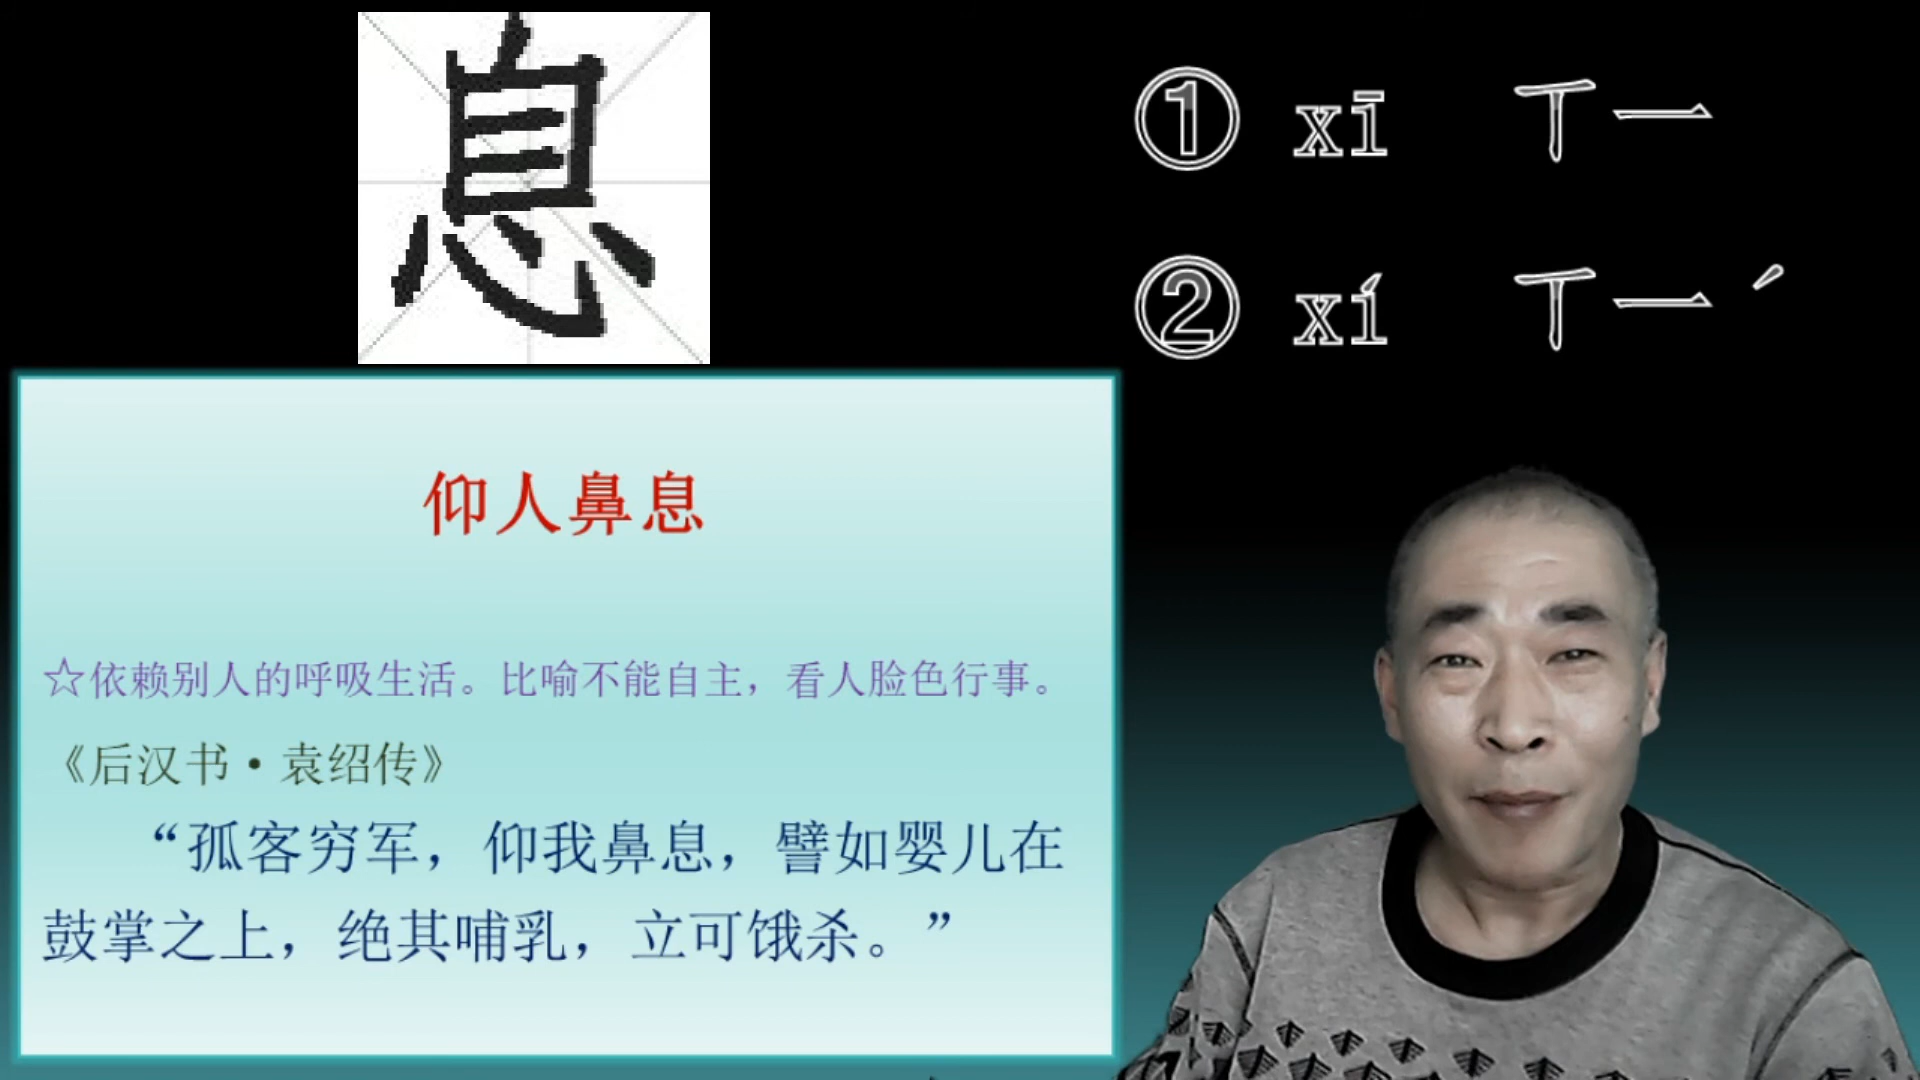 息
① xī ㄒㄧ
② xí ㄒㄧˊ
仰人鼻息
☆依赖别人的呼吸生活。比喻不能自主，看人脸色行事。
《后汉书·袁绍传》
“孤客穷军，仰我鼻息，譬如婴儿在
鼓掌之上，绝其哺乳，立可饿杀。”